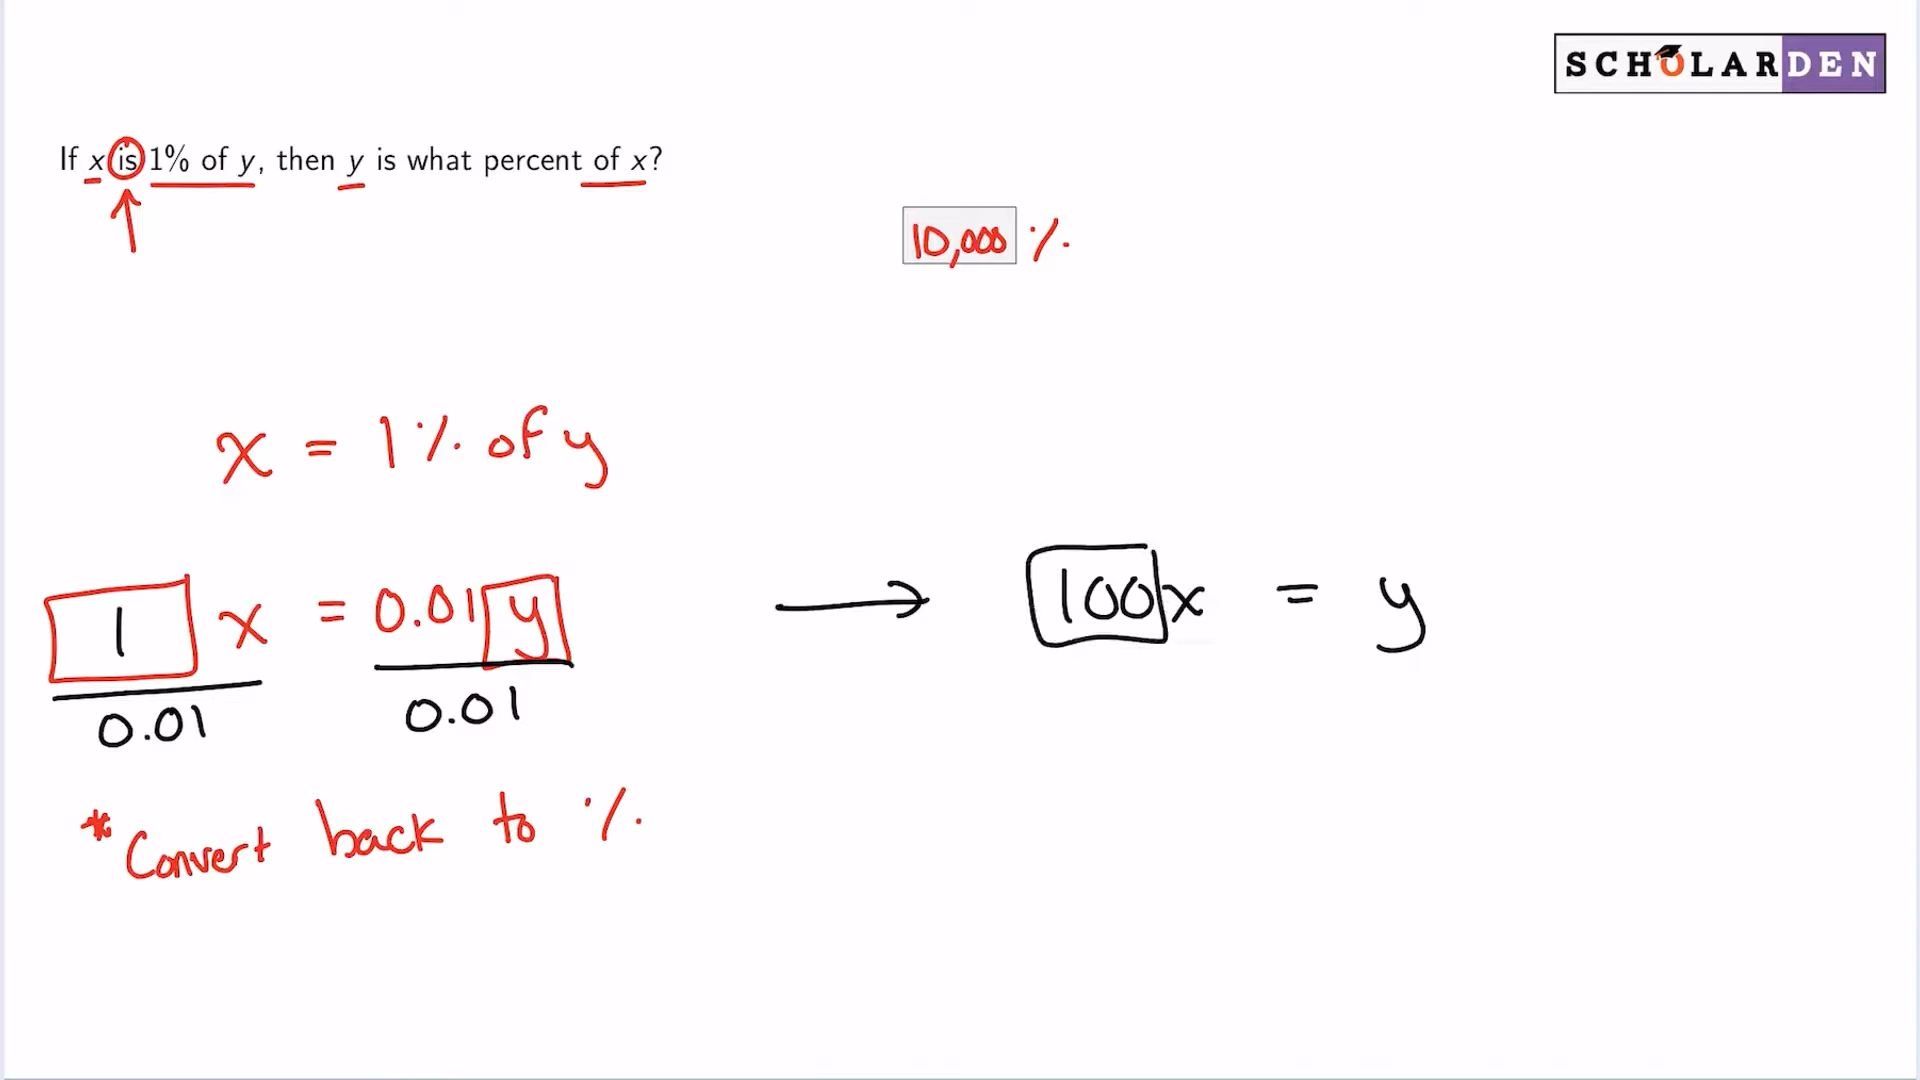 SCHOLARDEN
If x is 1% of y, then y is what percent of x?
10,000 %
x = 1% of y
1 x = 0.01 y
0.01 0.01
100x = y
*Convert back to %